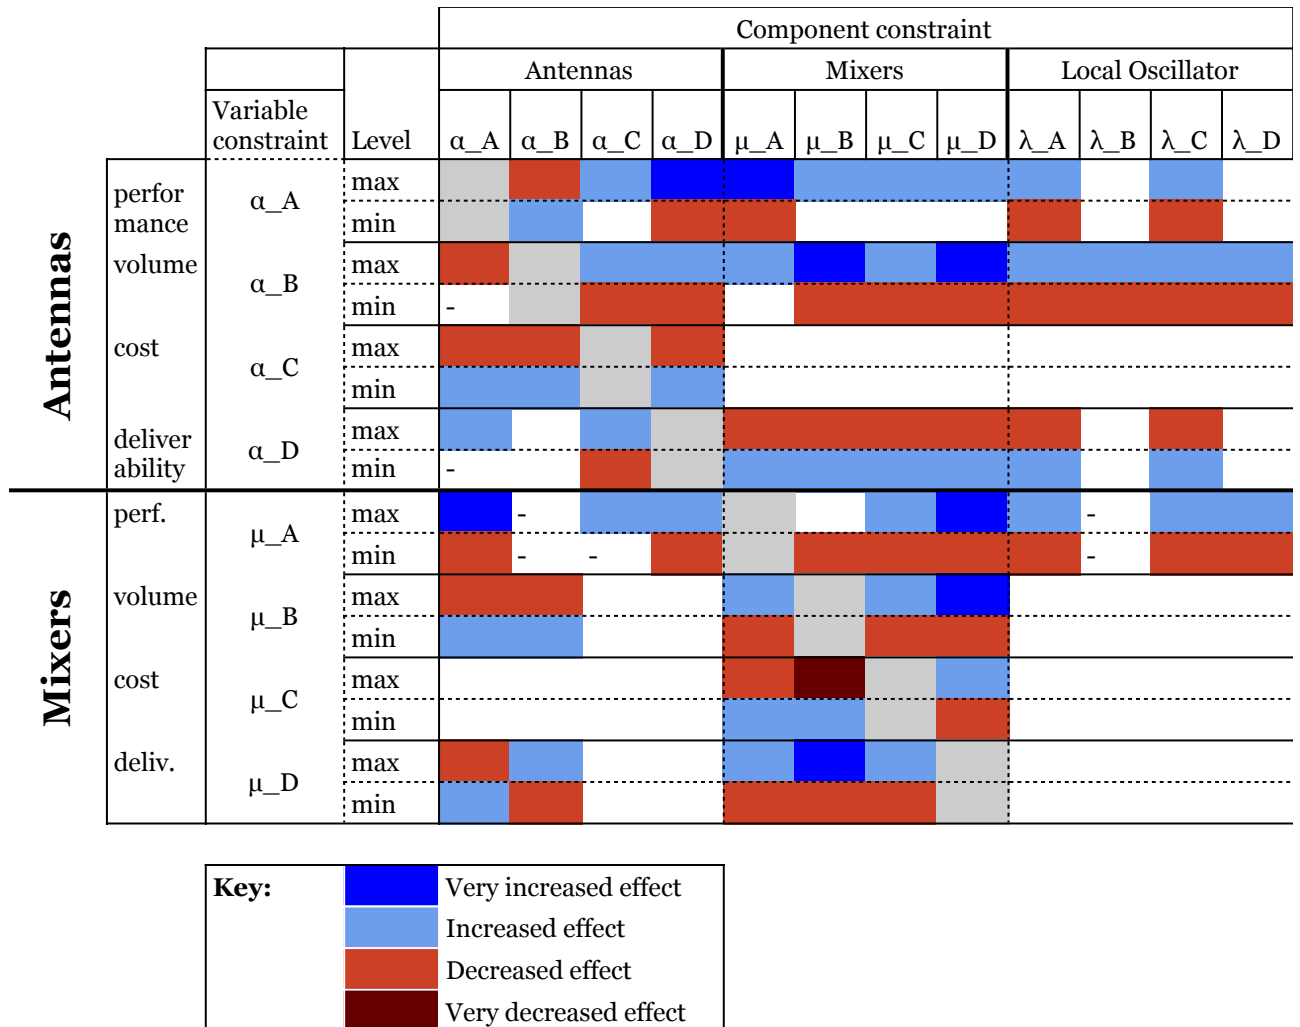 Component constraint
Antennas Mixers Local Oscillator
Variable
constraint Level α_A α_B α_C α_D μ_A μ_B μ_C μ_D λ_A λ_B λ_C λ_D
Antennas
perfor
mance α_A max
min
volume α_B max
min -
cost α_C max
min
deliver
ability α_D max
min -
Mixers
perf. μ_A max - -
min - - -
volume μ_B max
min
cost μ_C max
min
deliv. μ_D max
min
Key: Very increased effect
Increased effect
Decreased effect
Very decreased effect